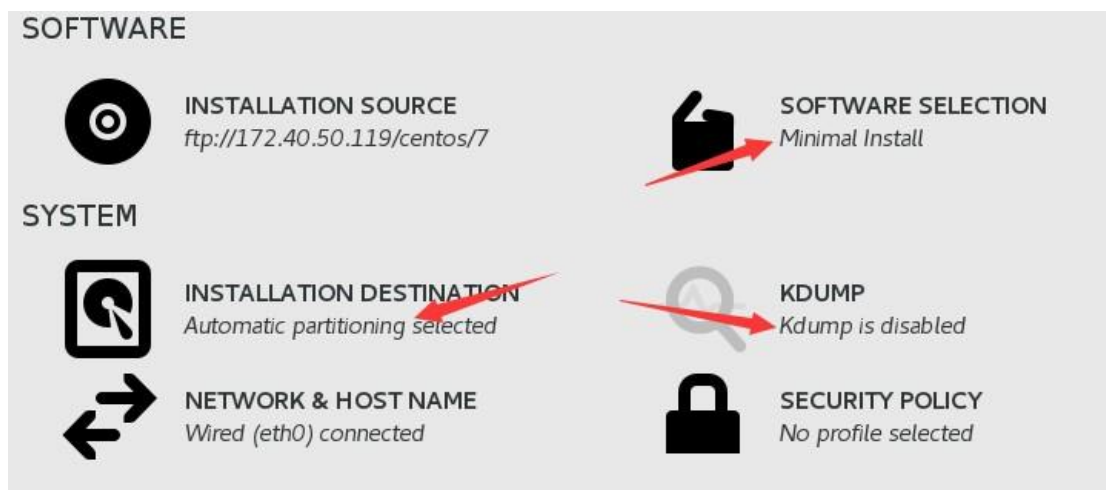 SOFTWARE
INSTALLATION SOURCE
ftp://172.40.50.119/centos/7
SOFTWARE SELECTION
Minimal Install
SYSTEM
INSTALLATION DESTINATION
Automatic partitioning selected
KDUMP
Kdump is disabled
NETWORK & HOST NAME
Wired (eth0) connected
SECURITY POLICY
No profile selected